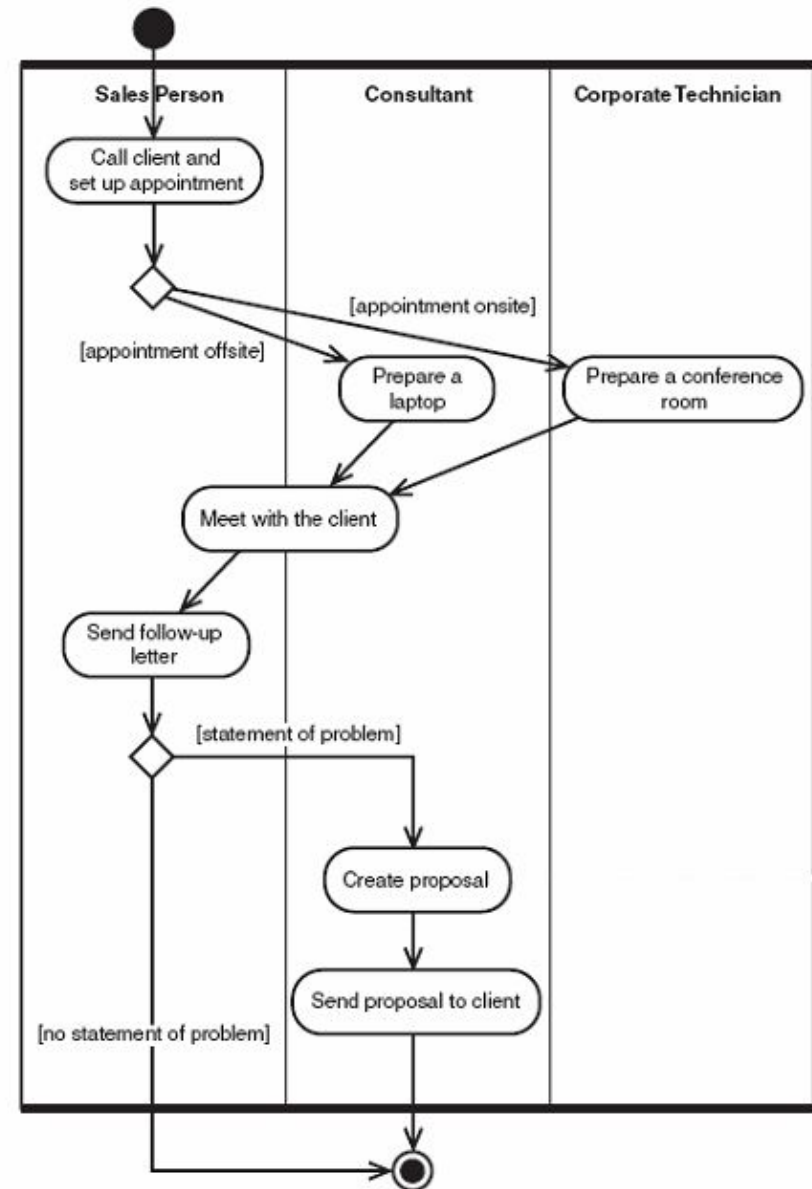 Sales Person
Consultant
Corporate Technician
Call client and
set up appointment
[appointment onsite]
[appointment offsite]
Prepare a
laptop
Prepare a conference
room
Meet with the client
Send follow-up
letter
[statement of problem]
Create proposal
Send proposal to client
[no statement of problem]